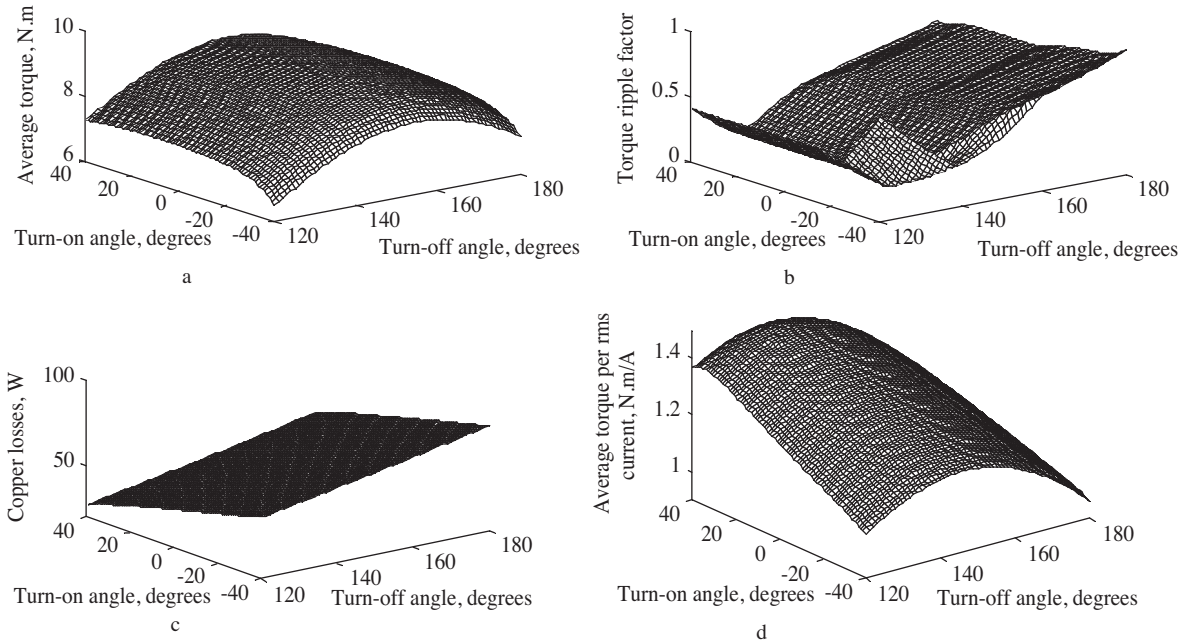 Average torque, N.m
10
8
6
40
20
0
-20
-40
120
140
160
180
Turn-on angle, degrees
Turn-off angle, degrees
a
Torque ripple factor
1
0.5
0
40
20
0
-20
-40
120
140
160
180
Turn-on angle, degrees
Turn-off angle, degrees
b
Copper losses, W
100
50
40
20
0
-20
-40
120
140
160
180
Turn-on angle, degrees
Turn-off angle, degrees
c
Average torque per rms
current, N.m/A
1.4
1.2
1
40
20
0
-20
-40
120
140
160
180
Turn-on angle, degrees
Turn-off angle, degrees
d